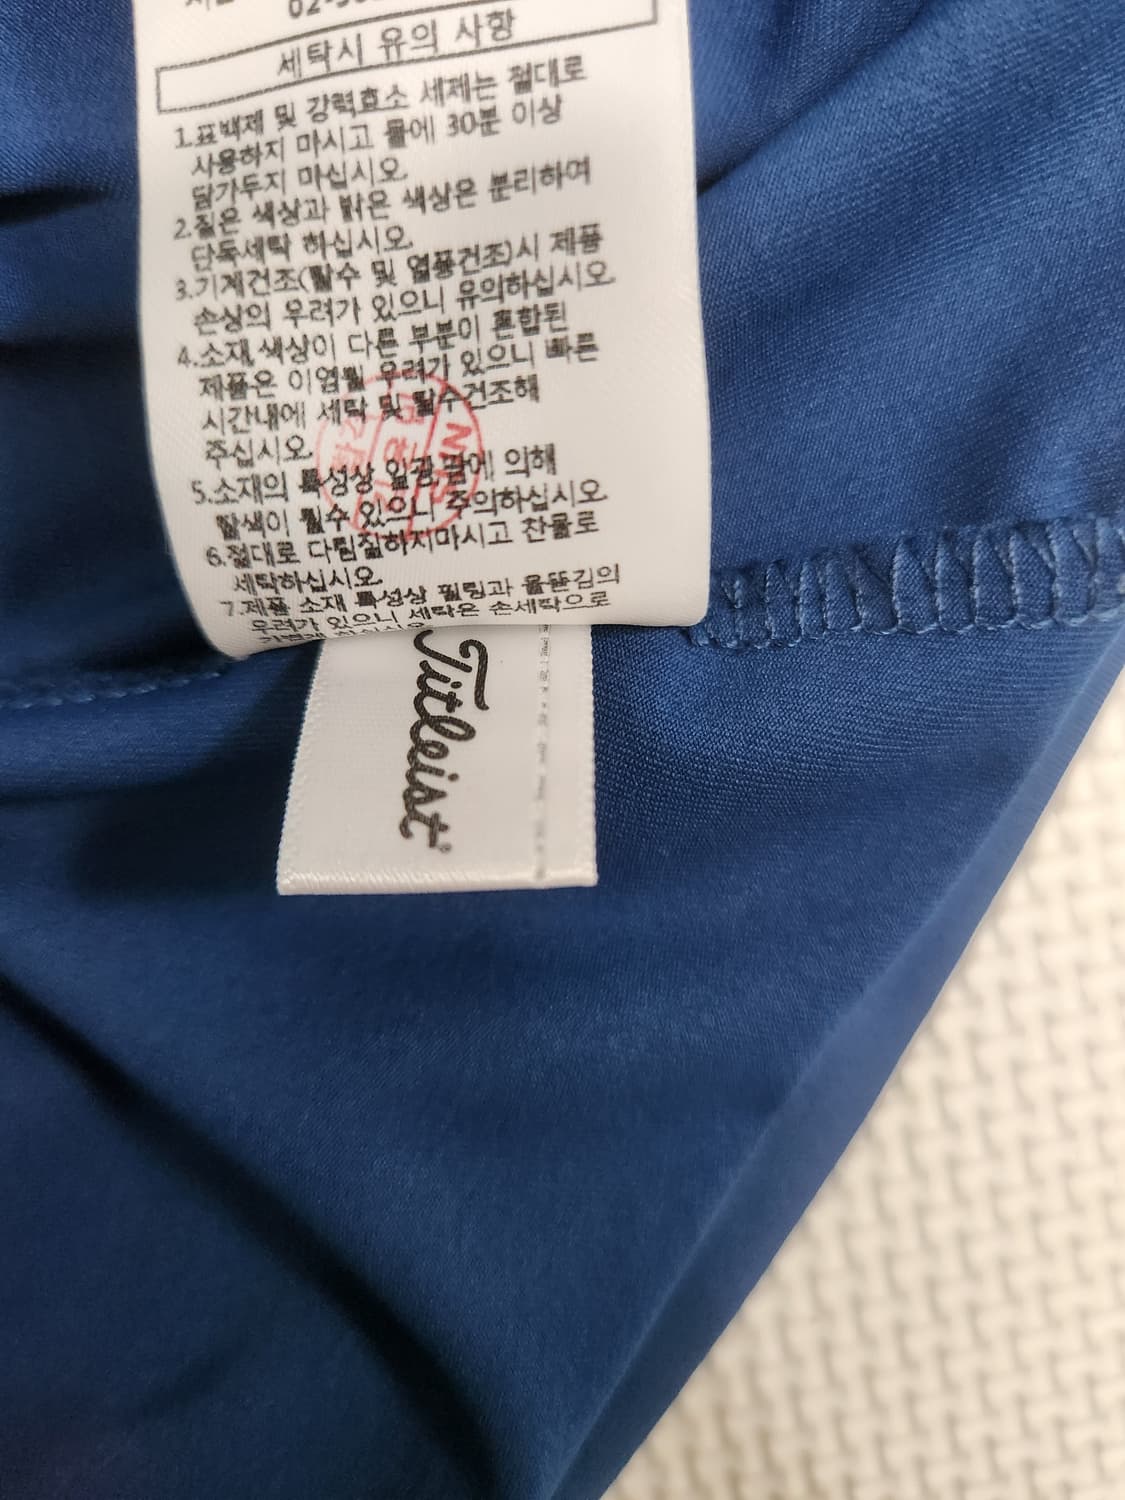 02-
세탁시 유의 사항
1.표백제 및 강력효소 세제는 절대로
사용하지 마시고 물에 30분 이상
담가두지 마십시오.
2.짙은 색상과 밝은 색상은 분리하여
단독세탁 하십시오.
3.기계건조(탈수 및 열풍건조)시 제품
손상의 우려가 있으니 유의하십시오.
4.소재,색상이 다른 부분이 혼합된
제품은 이염될 우려가 있으니 빠른
시간내에 세탁 및 탈수건조해
주십시오.
5.소재의 특성상 일광,땀에 의해
탈색이 될수 있으니 주의하십시오.
6.절대로 다림질하지마시고 찬물로
세탁하십시오.
7.제품 소재 특성상 필링과 올뜯김의
우려가 있으니 세탁은 손세탁으로
Titleist